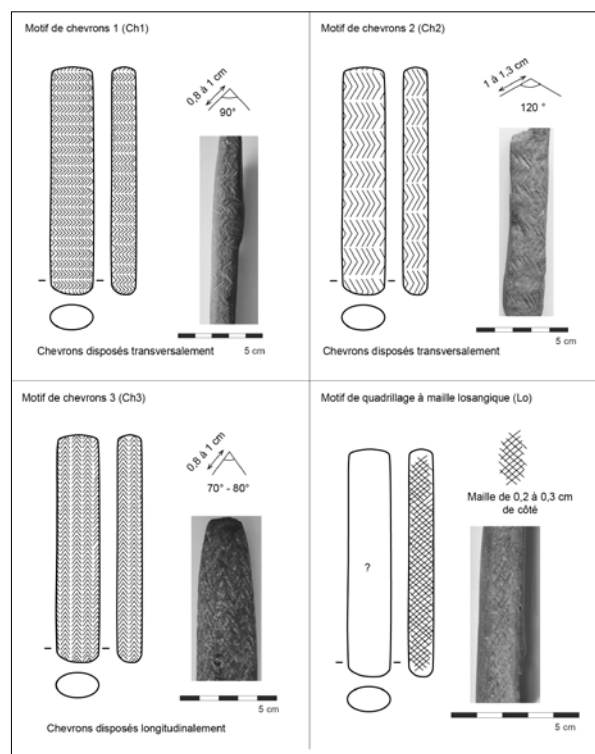 Motif de chevrons 1 (Ch1)
0,8 à 1 cm
90°
5 cm
Chevrons disposés transversalement
Motif de chevrons 2 (Ch2)
1 à 1,3 cm
120 °
5 cm
Chevrons disposés transversalement
Motif de chevrons 3 (Ch3)
0,8 à 1 cm
70° - 80°
5 cm
Chevrons disposés longitudinalement
Motif de quadrillage à maille losangique (Lo)
Maille de 0,2 à 0,3 cm
de côté
?
5 cm